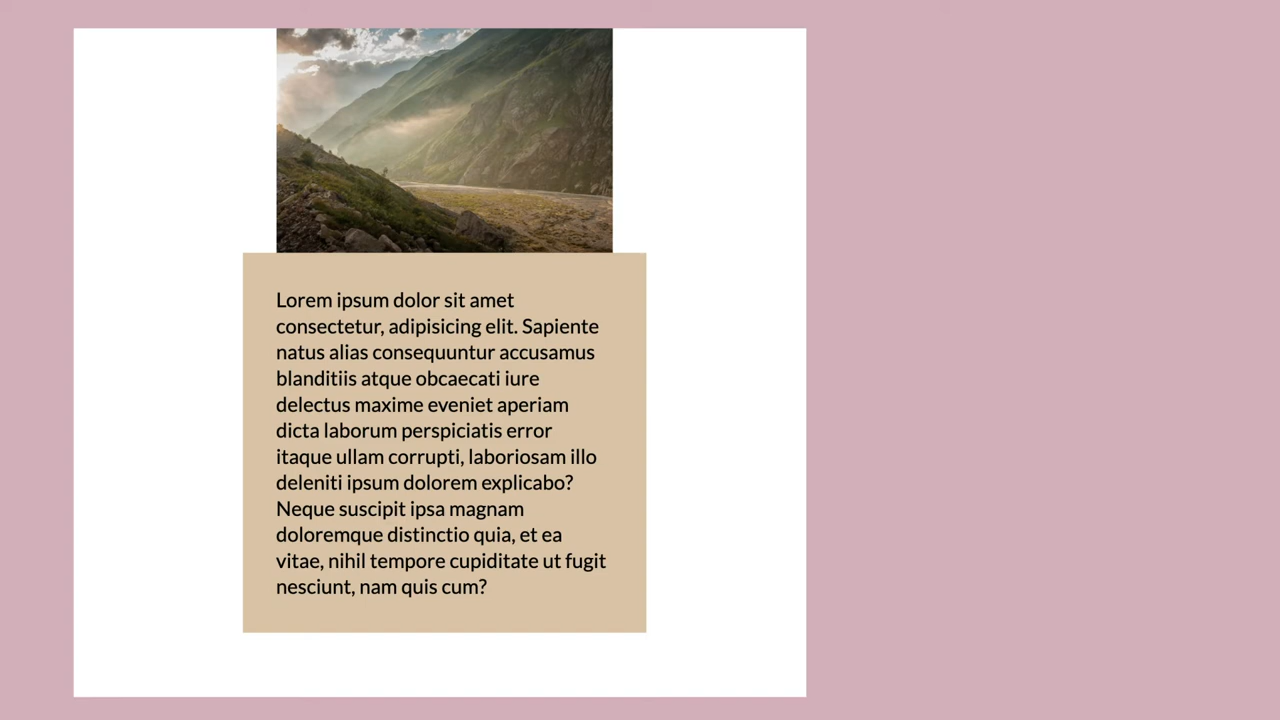 Lorem ipsum dolor sit amet
consectetur, adipisicing elit. Sapiente
natus alias consequuntur accusamus
blanditiis atque obcaecati iure
delectus maxime eveniet aperiam
dicta laborum perspiciatis error
itaque ullam corrupti, laboriosam illo
deleniti ipsum dolorem explicabo?
Neque suscipit ipsa magnam
doloremque distinctio quia, et ea
vitae, nihil tempore cupiditate ut fugit
nesciunt, nam quis cum?